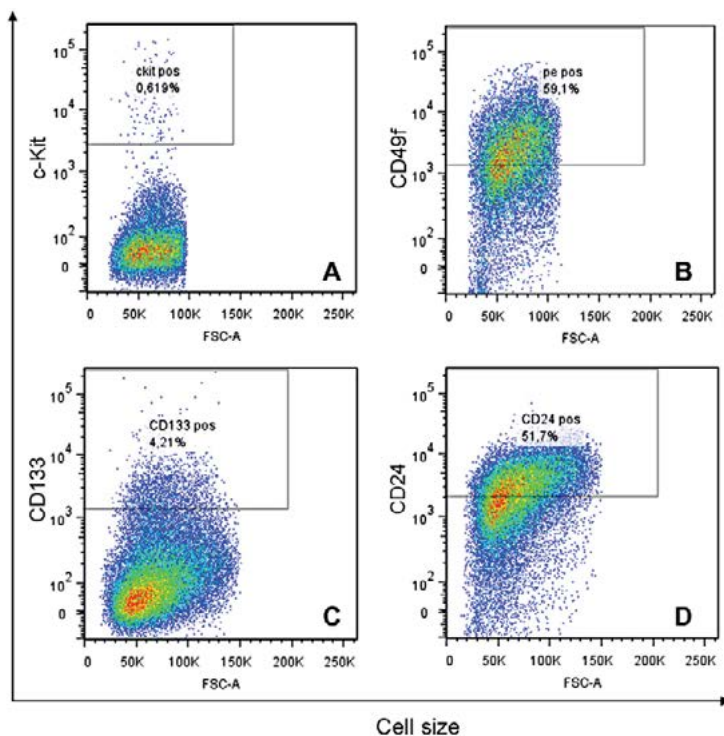 10⁵
10⁴
10³
10²
0
c-Kit
ckit pos
0,619%
A
0 50K 100K 150K 200K 250K
FSC-A
10⁵
10⁴
10³
10²
0
CD49f
pe pos
59,1%
B
0 50K 100K 150K 200K 250K
FSC-A
10⁵
10⁴
10³
10²
0
CD133
CD133 pos
4,21%
C
0 50K 100K 150K 200K 250K
FSC-A
10⁵
10⁴
10³
10²
0
CD24
CD24 pos
51,7%
D
0 50K 100K 150K 200K 250K
FSC-A
Cell size